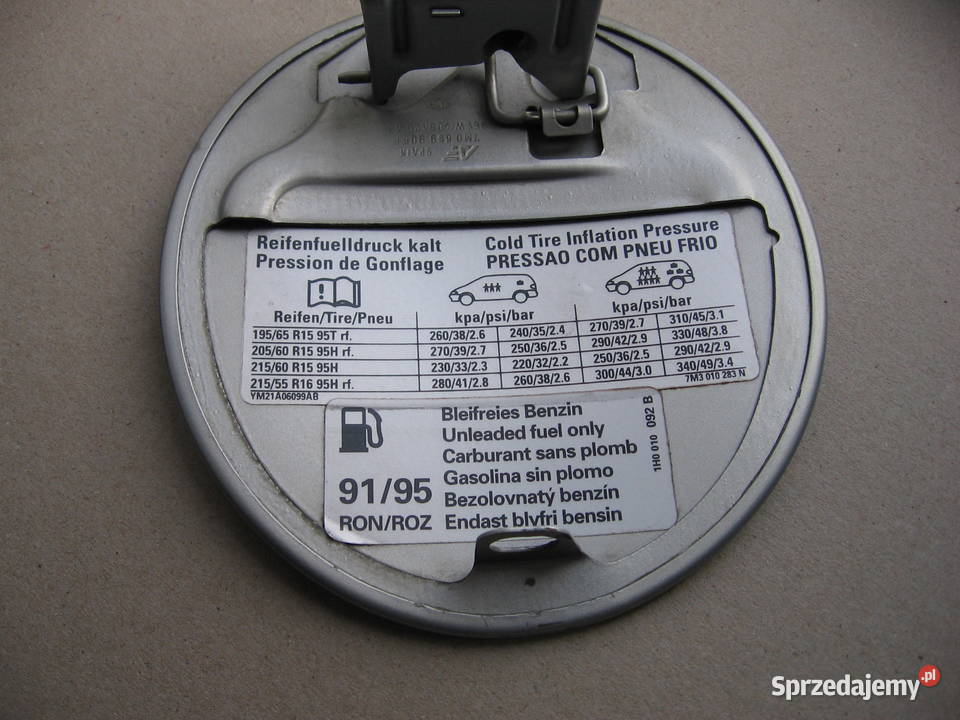 SPAIN
Reifenfuelldruck kalt
Pression de Gonflage
Cold Tire Inflation Pressure
PRESSAO COM PNEU FRIO
Reifen/Tire/Pneu kpa/psi/bar kpa/psi/bar
195/65 R15 95T rf. 260/38/2.6 240/35/2.4 270/39/2.7 310/45/3.1
205/60 R15 95H rf. 270/39/2.7 250/36/2.5 290/42/2.9 330/48/3.8
215/60 R15 95H 230/33/2.3 220/32/2.2 250/36/2.5 290/42/2.9
215/55 R16 95H rf. 280/41/2.8 260/38/2.6 300/44/3.0 340/49/3.4
YM21A06099AB 7M3 010 283 N
Bleifreies Benzin
Unleaded fuel only
Carburant sans plomb
Gasolina sin plomo
Bezolovnatý benzín
Endast blyfri bensin
91/95
RON/ROZ
1H0 010 092 B
Sprzedajemy.pl